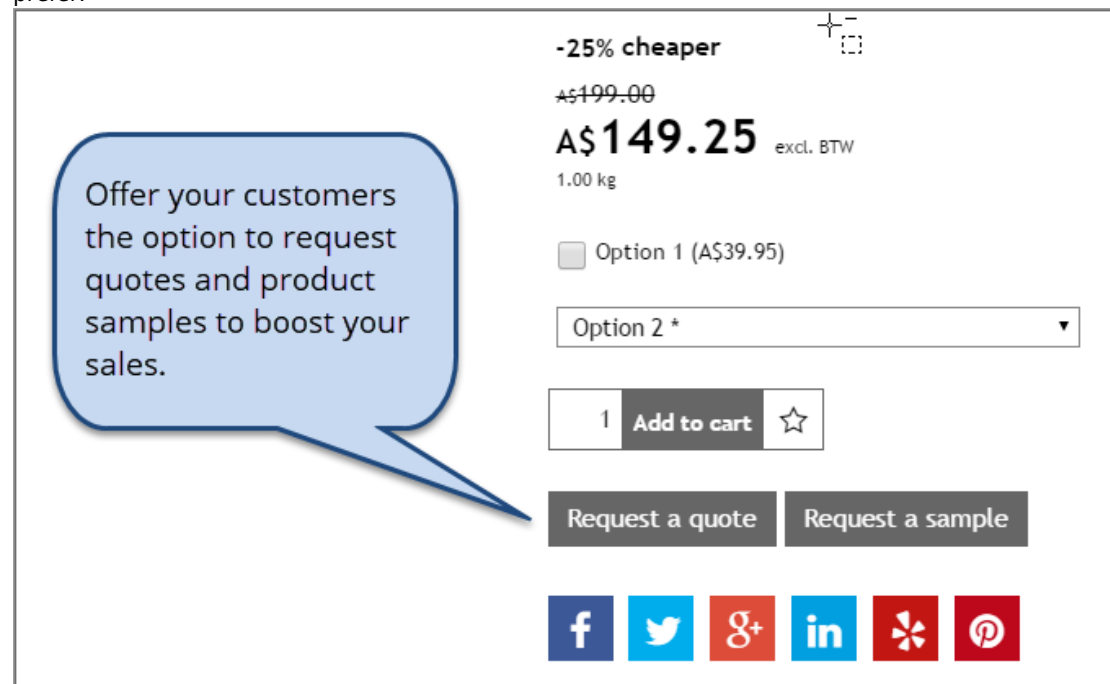 -25% cheaper
A$199.00
A$149.25 excl. BTW
1.00 kg
Offer your customers
the option to request
quotes and product
samples to boost your
sales.
Option 1 (A$39.95)
Option 2 *
1 Add to cart
Request a quote Request a sample
f g+ in